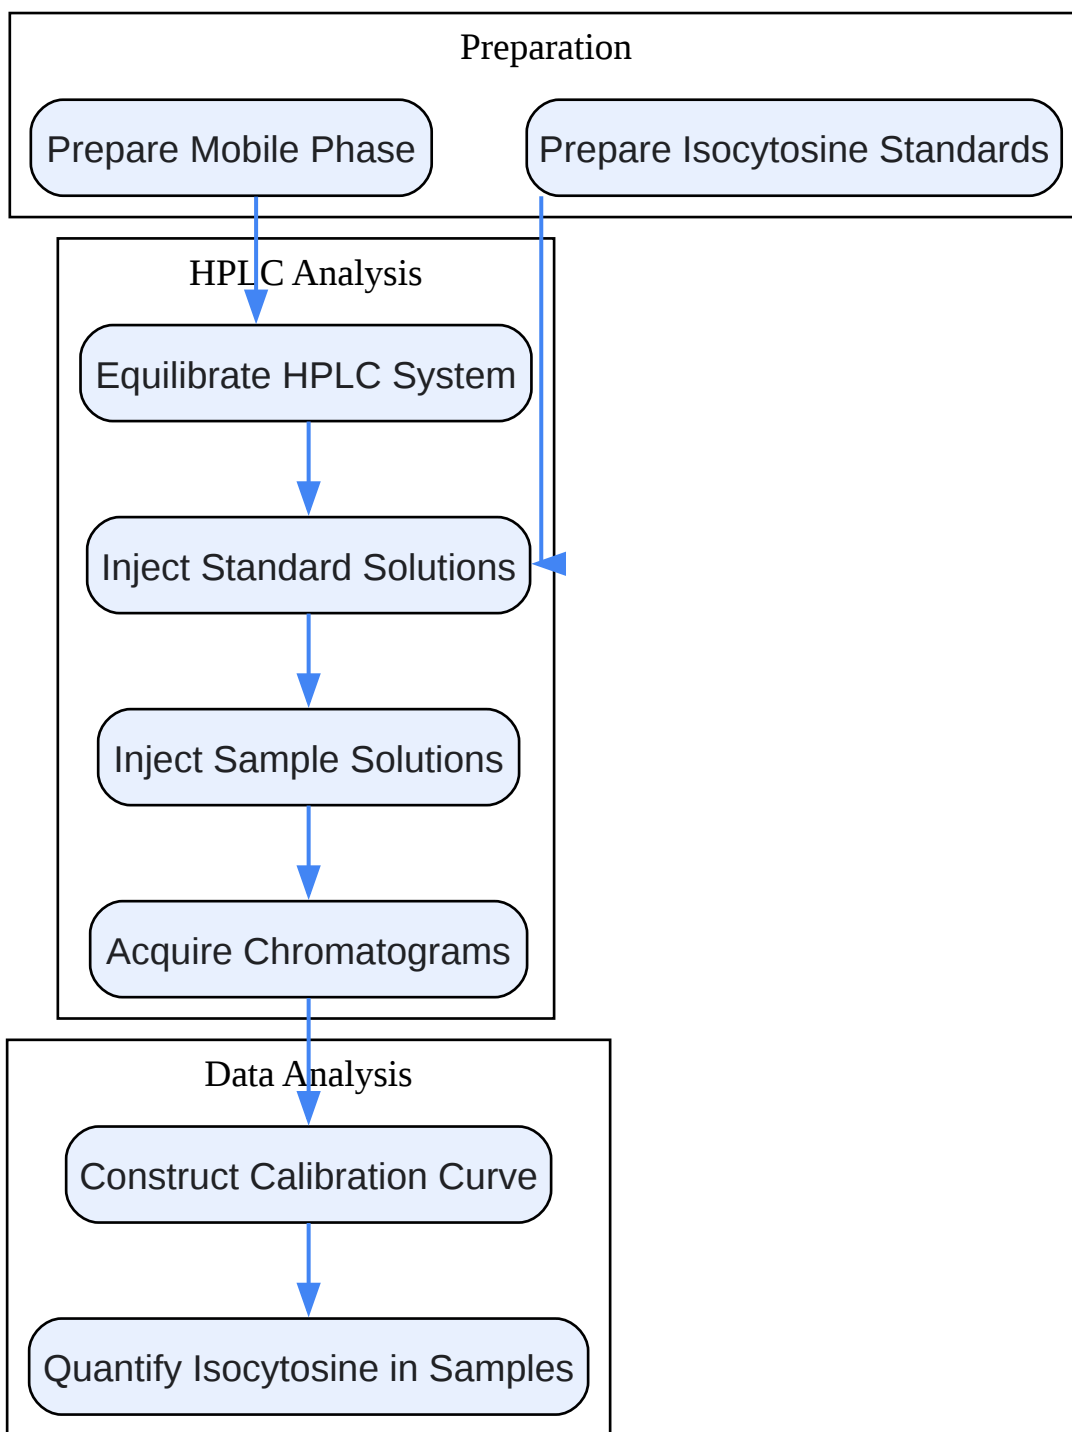 Preparation
Prepare Mobile Phase
Prepare Isocytosine Standards
HPLC Analysis
Equilibrate HPLC System
Inject Standard Solutions
Inject Sample Solutions
Acquire Chromatograms
Data Analysis
Construct Calibration Curve
Quantify Isocytosine in Samples